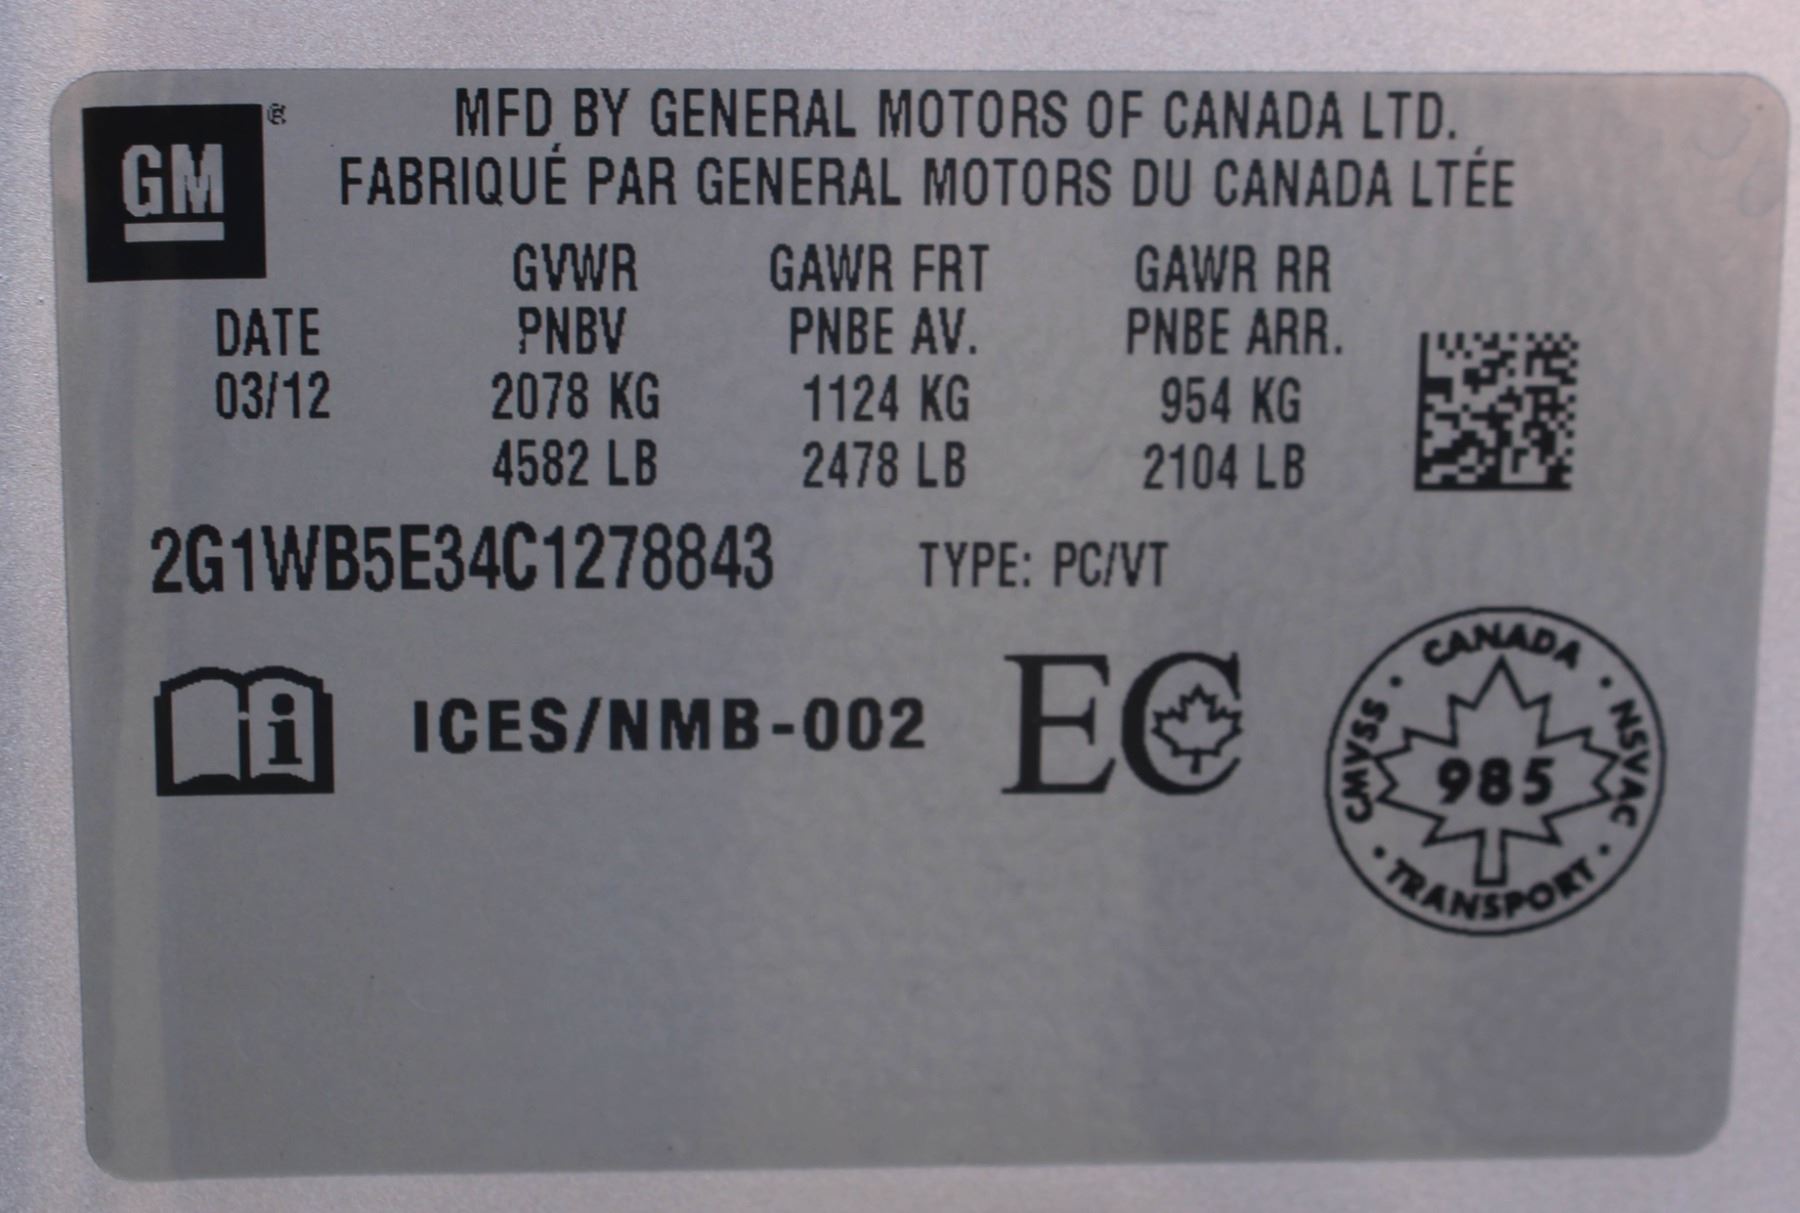 GM ®
MFD BY GENERAL MOTORS OF CANADA LTD.
FABRIQUÉ PAR GENERAL MOTORS DU CANADA LTÉE
GVWR GAWR FRT GAWR RR
DATE PNBV PNBE AV. PNBE ARR.
03/12 2078 KG 1124 KG 954 KG
4582 LB 2478 LB 2104 LB
2G1WB5E34C1278843 TYPE: PC/VT
i ICES/NMB-002 EC
CANADA · NSVAC · TRANSPORT · CMVSS ·
985